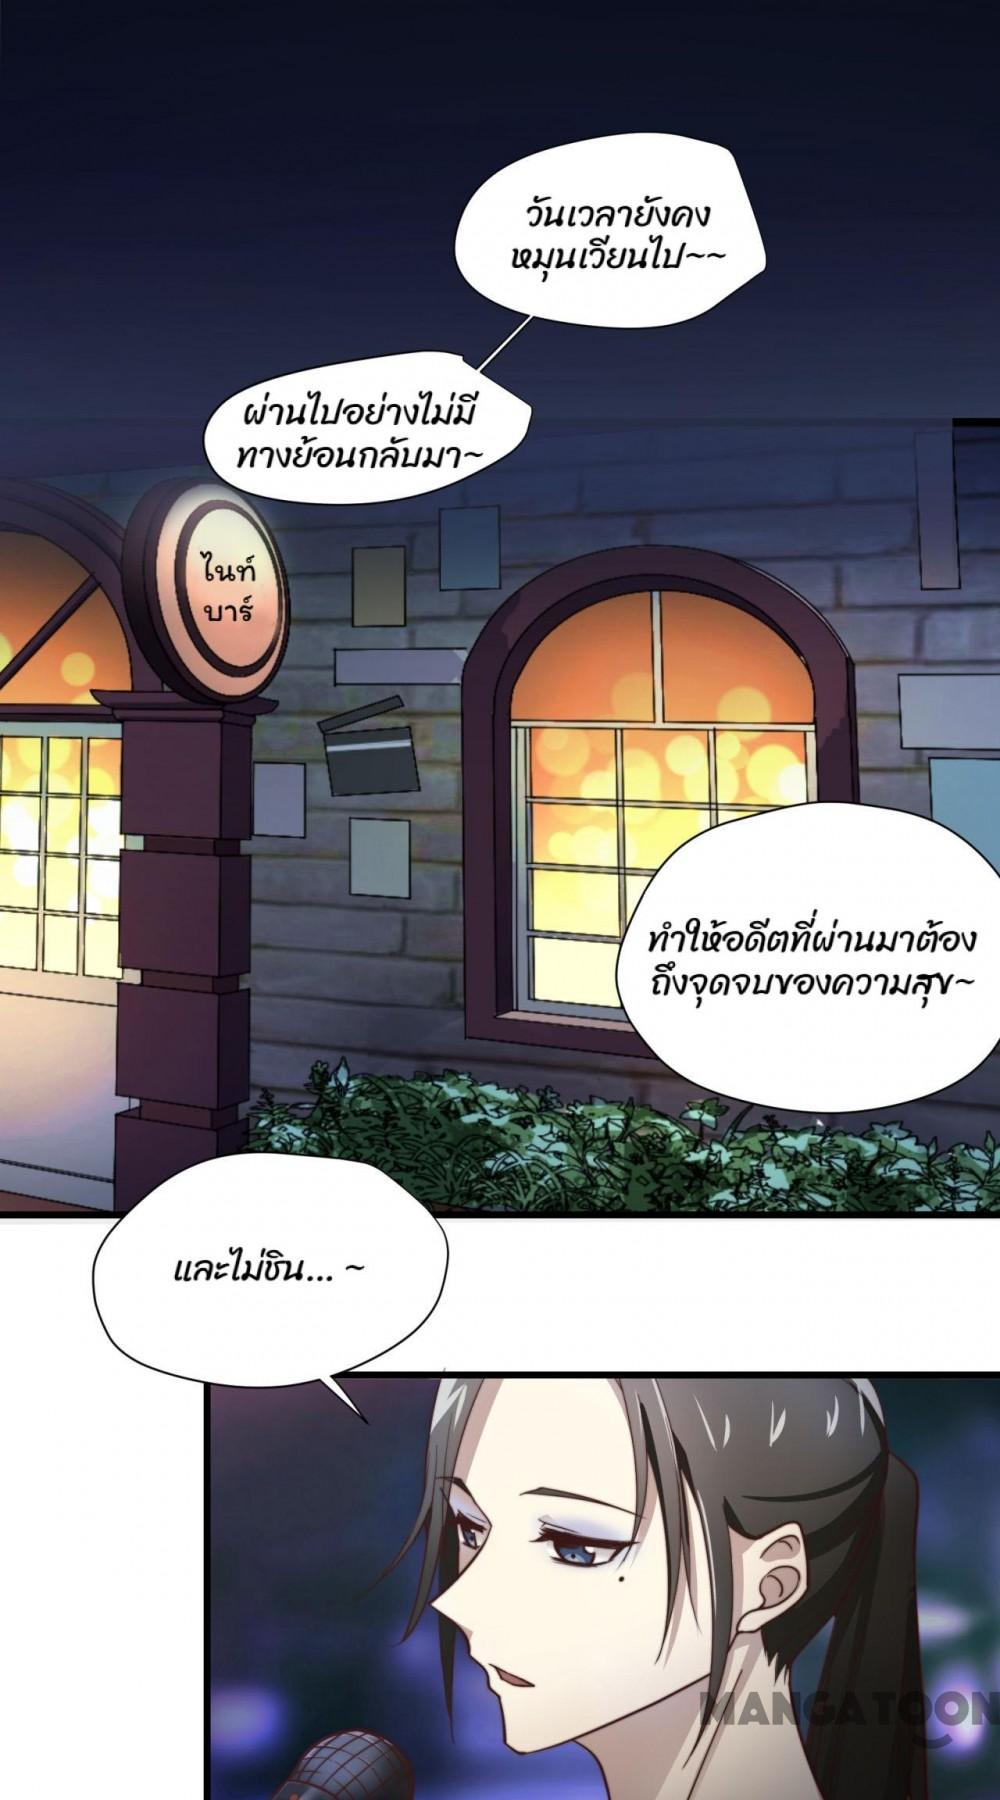 วันเวลายังคง
หมุนเวียนไป~~
ผ่านไปอย่างไม่มี
ทางย้อนกลับมา~
ไนท์
บาร์
ทำให้อดีตที่ผ่านมาต้อง
ถึงจุดจบของความสุข~
และไม่ชิน... ~
MANGATOON